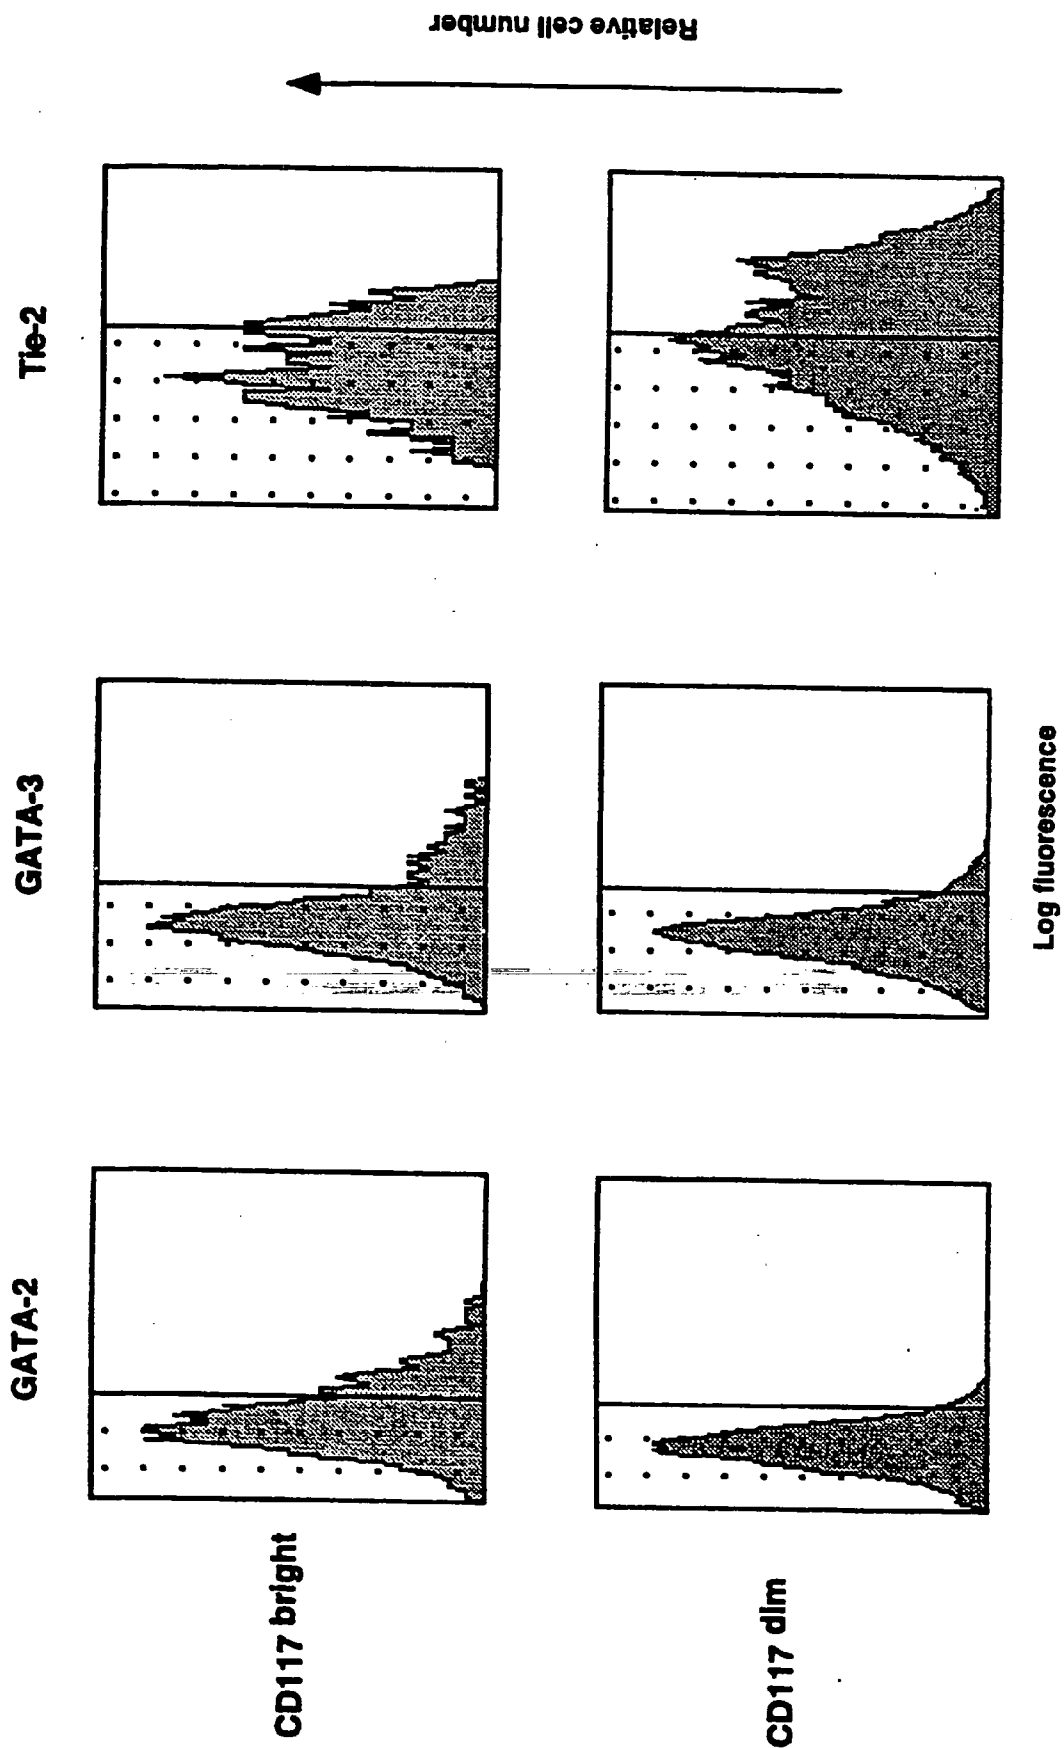 GATA-2
GATA-3
Tie-2
CD117 bright
CD117 dim
Log fluorescence
Relative cell number